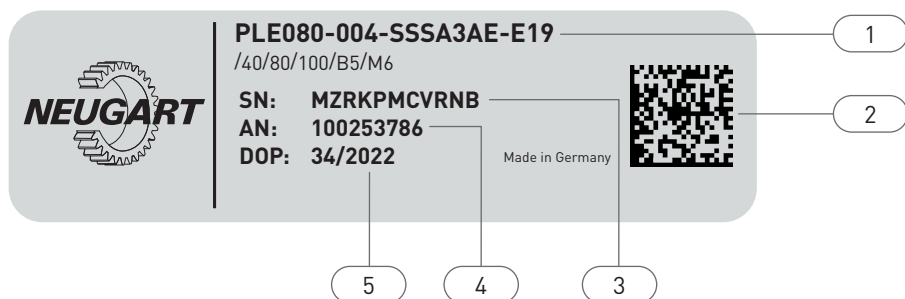 PLE080-004-SSSA3AE-E19
/40/80/100/B5/M6
NEUGART
SN: MZRKPMCVRNB
AN: 100253786
DOP: 34/2022
Made in Germany
1
2
3
4
5